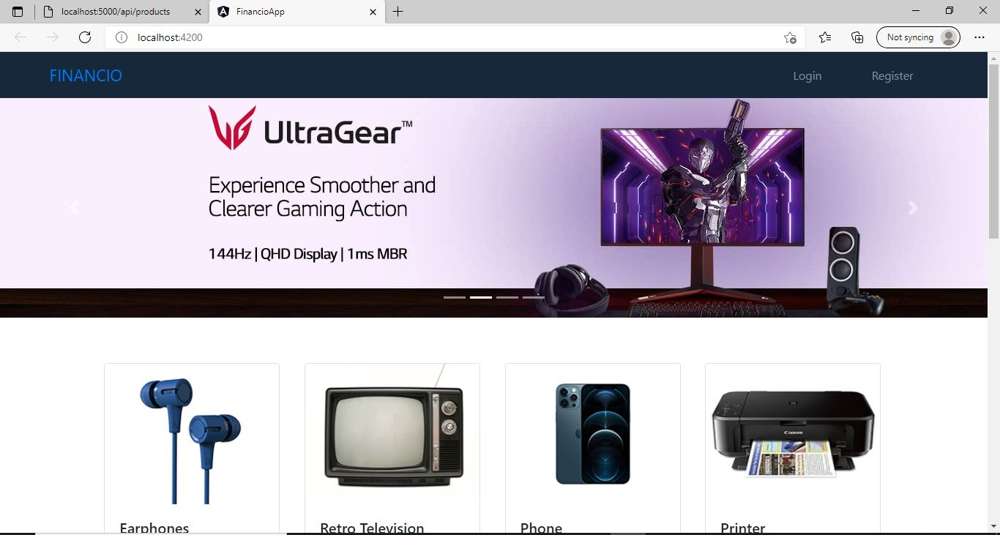 localhost:5000/api/products
FinancioApp
localhost:4200
Not syncing
FINANCIO
Login
Register
UltraGear™
Experience Smoother and
Clearer Gaming Action
144Hz | QHD Display | 1ms MBR
Canon
Earphones
Retro Television
Phone
Printer